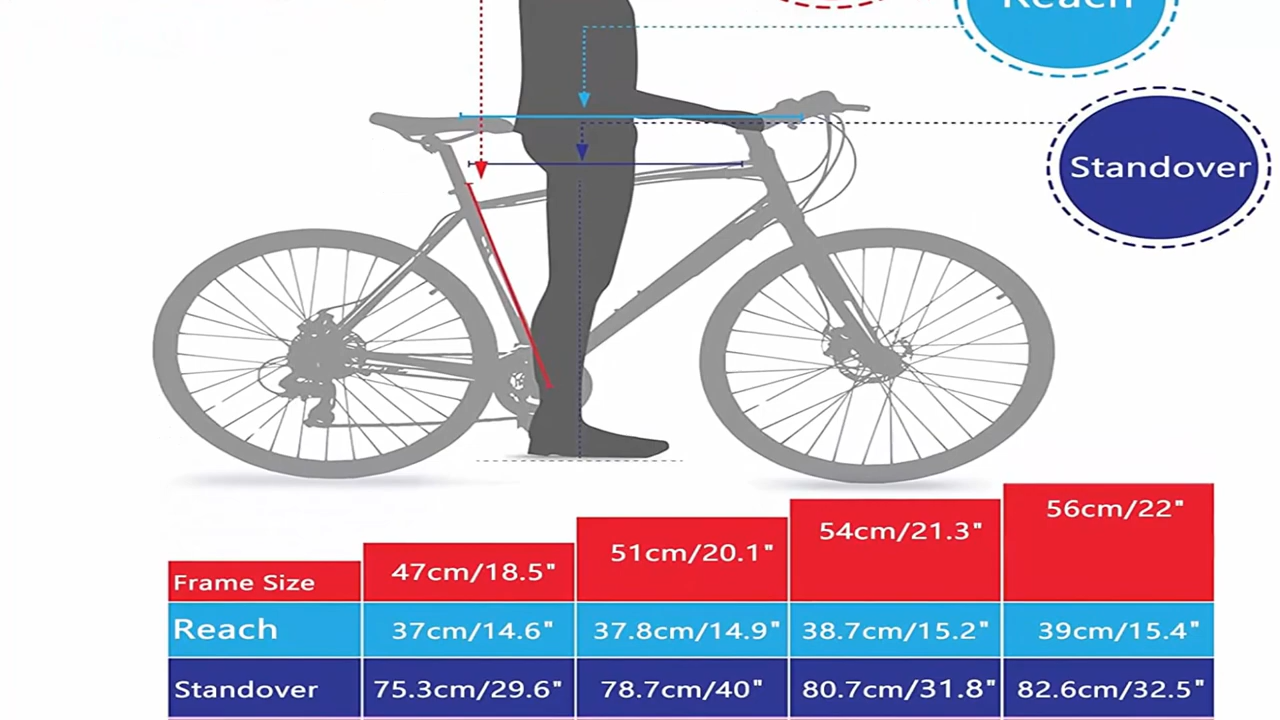 Reach
Standover
Frame Size 47cm/18.5" 51cm/20.1" 54cm/21.3" 56cm/22"
Reach 37cm/14.6" 37.8cm/14.9" 38.7cm/15.2" 39cm/15.4"
Standover 75.3cm/29.6" 78.7cm/40" 80.7cm/31.8" 82.6cm/32.5"